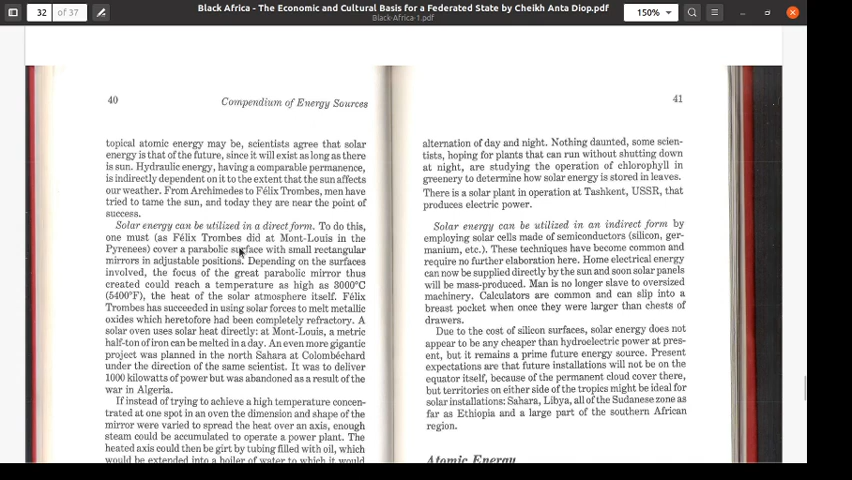 32 of 37
Black Africa - The Economic and Cultural Basis for a Federated State by Cheikh Anta Diop.pdf
Black-Africa-1.pdf
150%
40
Compendium of Energy Sources
topical atomic energy may be, scientists agree that solar
energy is that of the future, since it will exist as long as there
is sun. Hydraulic energy, having a comparable permanence,
is indirectly dependent on it to the extent that the sun affects
our weather. From Archimedes to Félix Trombes, men have
tried to tame the sun, and today they are near the point of
success.
Solar energy can be utilized in a direct form. To do this,
one must (as Félix Trombes did at Mont-Louis in the
Pyrenees) cover a parabolic surface with small rectangular
mirrors in adjustable positions. Depending on the surfaces
involved, the focus of the great parabolic mirror thus
created could reach a temperature as high as 3000°C
(5400°F), the heat of the solar atmosphere itself. Félix
Trombes has succeeded in using solar forces to melt metallic
oxides which heretofore had been completely refractory. A
solar oven uses solar heat directly: at Mont-Louis, a metric
half-ton of iron can be melted in a day. An even more gigantic
project was planned in the north Sahara at Colombéchard
under the direction of the same scientist. It was to deliver
1000 kilowatts of power but was abandoned as a result of the
war in Algeria.
If instead of trying to achieve a high temperature concen-
trated at one spot in an oven the dimension and shape of the
mirror were varied to spread the heat over an axis, enough
steam could be accumulated to operate a power plant. The
heated axis could then be girt by tubing filled with oil, which
would be extended into a boiler of water to which it would
41
alternation of day and night. Nothing daunted, some scien-
tists, hoping for plants that can run without shutting down
at night, are studying the operation of chlorophyll in
greenery to determine how solar energy is stored in leaves.
There is a solar plant in operation at Tashkent, USSR, that
produces electric power.
Solar energy can be utilized in an indirect form by
employing solar cells made of semiconductors (silicon, ger-
manium, etc.). These techniques have become common and
require no further elaboration here. Home electrical energy
can now be supplied directly by the sun and soon solar panels
will be mass-produced. Man is no longer slave to oversized
machinery. Calculators are common and can slip into a
breast pocket when once they were larger than chests of
drawers.
Due to the cost of silicon surfaces, solar energy does not
appear to be any cheaper than hydroelectric power at pres-
ent, but it remains a prime future energy source. Present
expectations are that future installations will not be on the
equator itself, because of the permanent cloud cover there,
but territories on either side of the tropics might be ideal for
solar installations: Sahara, Libya, all of the Sudanese zone as
far as Ethiopia and a large part of the southern African
region.
Atomic Energy